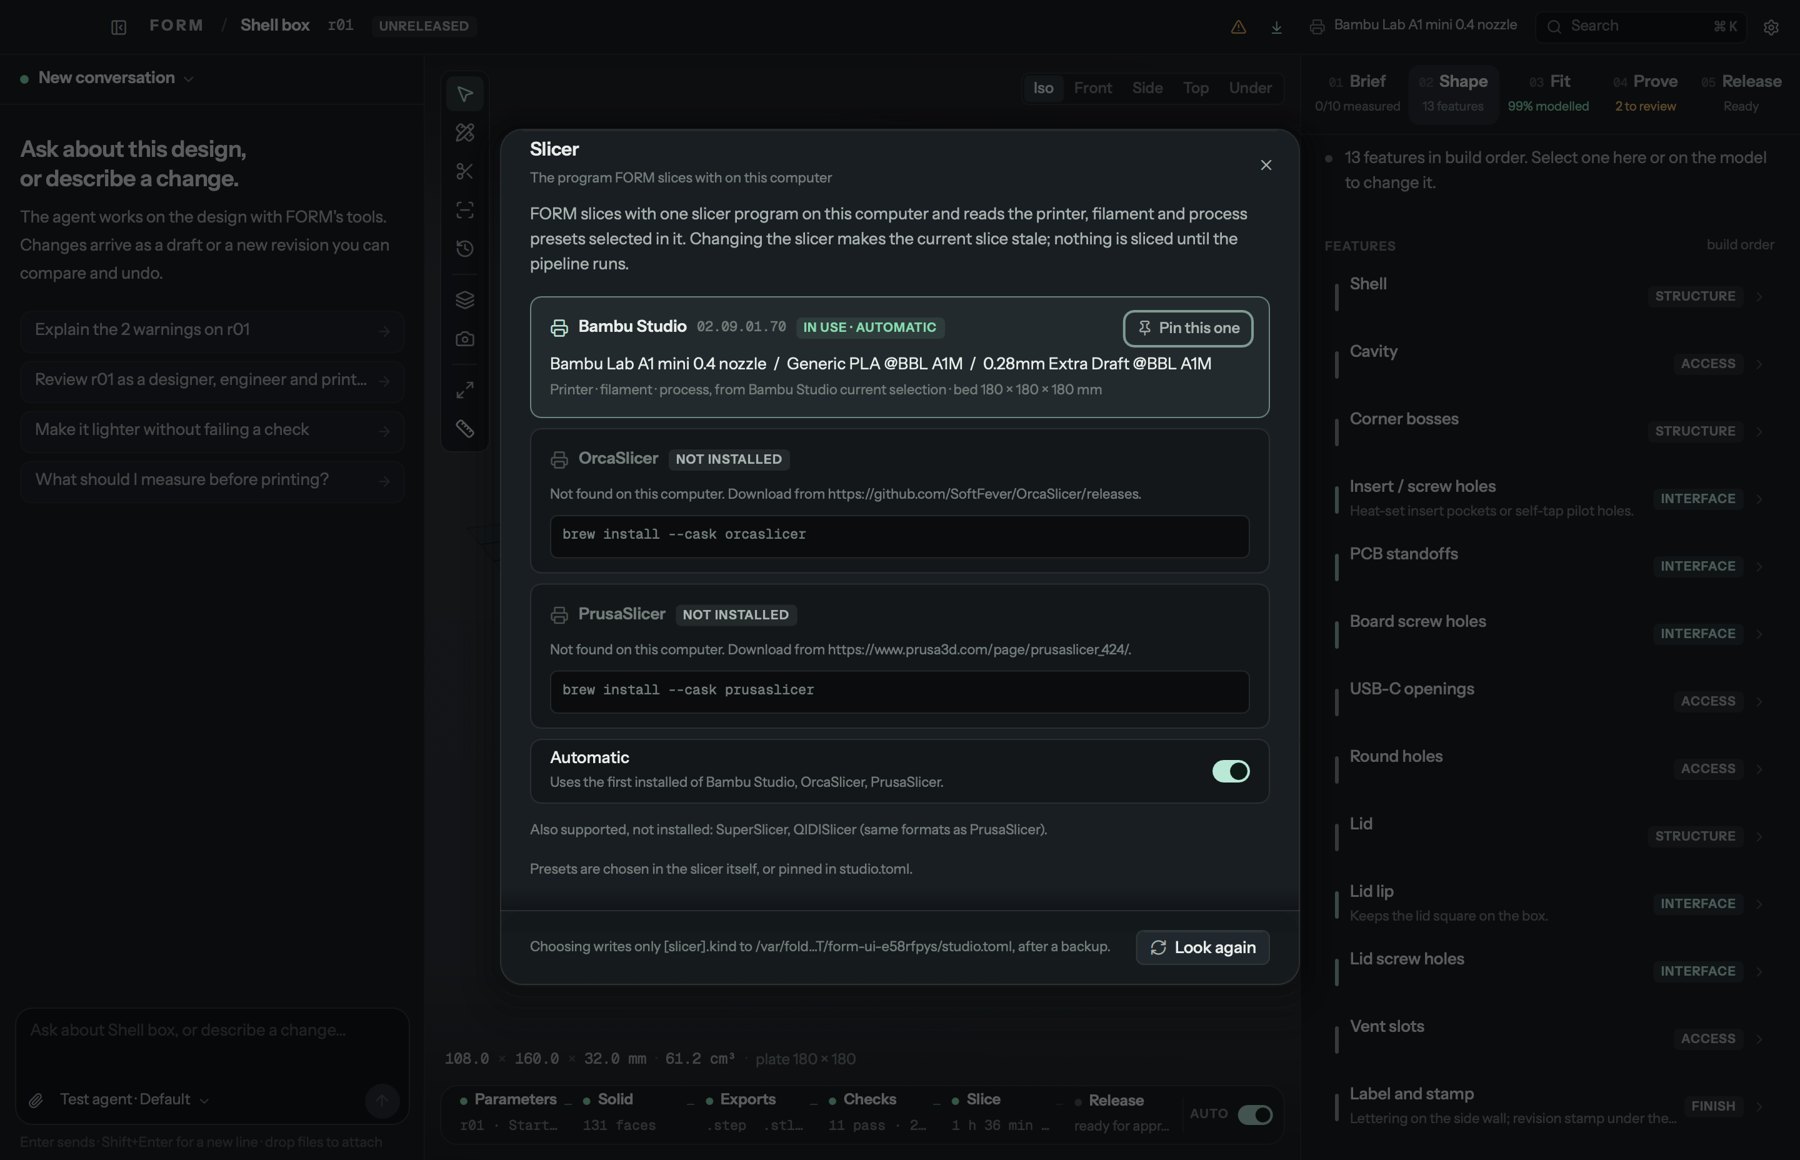 FORM / Shell box r01 UNRELEASED
Bambu Lab A1 mini 0.4 nozzle
Search ⌘ K
New conversation
Ask about this design,
or describe a change.
The agent works on the design with FORM's tools.
Changes arrive as a draft or a new revision you can
compare and undo.
Explain the 2 warnings on r01
Review r01 as a designer, engineer and print…
Make it lighter without failing a check
What should I measure before printing?
Ask about Shell box, or describe a change…
Test agent · Default
Enter sends · Shift+Enter for a new line · drop files to attach
Iso Front Side Top Under
Slicer
The program FORM slices with on this computer
FORM slices with one slicer program on this computer and reads the printer, filament and process
presets selected in it. Changing the slicer makes the current slice stale; nothing is sliced until the
pipeline runs.
Bambu Studio 02.09.01.70 IN USE · AUTOMATIC
Pin this one
Bambu Lab A1 mini 0.4 nozzle / Generic PLA @BBL A1M / 0.28mm Extra Draft @BBL A1M
Printer · filament · process, from Bambu Studio current selection · bed 180 × 180 × 180 mm
OrcaSlicer NOT INSTALLED
Not found on this computer. Download from https://github.com/SoftFever/OrcaSlicer/releases.
brew install --cask orcaslicer
PrusaSlicer NOT INSTALLED
Not found on this computer. Download from https://www.prusa3d.com/page/prusaslicer_424/.
brew install --cask prusaslicer
Automatic
Uses the first installed of Bambu Studio, OrcaSlicer, PrusaSlicer.
Also supported, not installed: SuperSlicer, QIDISlicer (same formats as PrusaSlicer).
Presets are chosen in the slicer itself, or pinned in studio.toml.
Choosing writes only [slicer].kind to /var/fold…T/form-ui-e58rfpys/studio.toml, after a backup.
Look again
108.0 × 160.0 × 32.0 mm · 61.2 cm³ · plate 180 × 180
Parameters
r01 · Start…
Solid
131 faces
Exports
.step .stl…
Checks
11 pass · 2…
Slice
1 h 36 min …
Release
ready for appr…
AUTO
01 Brief
0/10 measured
02 Shape
13 features
03 Fit
99% modelled
04 Prove
2 to review
05 Release
Ready
13 features in build order. Select one here or on the model
to change it.
FEATURES build order
Shell
STRUCTURE
Cavity
ACCESS
Corner bosses
STRUCTURE
Insert / screw holes
Heat-set insert pockets or self-tap pilot holes.
INTERFACE
PCB standoffs
INTERFACE
Board screw holes
INTERFACE
USB-C openings
ACCESS
Round holes
ACCESS
Lid
STRUCTURE
Lid lip
Keeps the lid square on the box.
INTERFACE
Lid screw holes
INTERFACE
Vent slots
ACCESS
Label and stamp
Lettering on the side wall; revision stamp under the…
FINISH